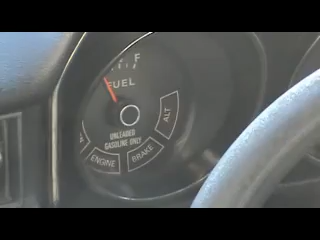 F
FUEL
UNLEADED
GASOLINE ONLY
ALT
BRAKE
ENGINE